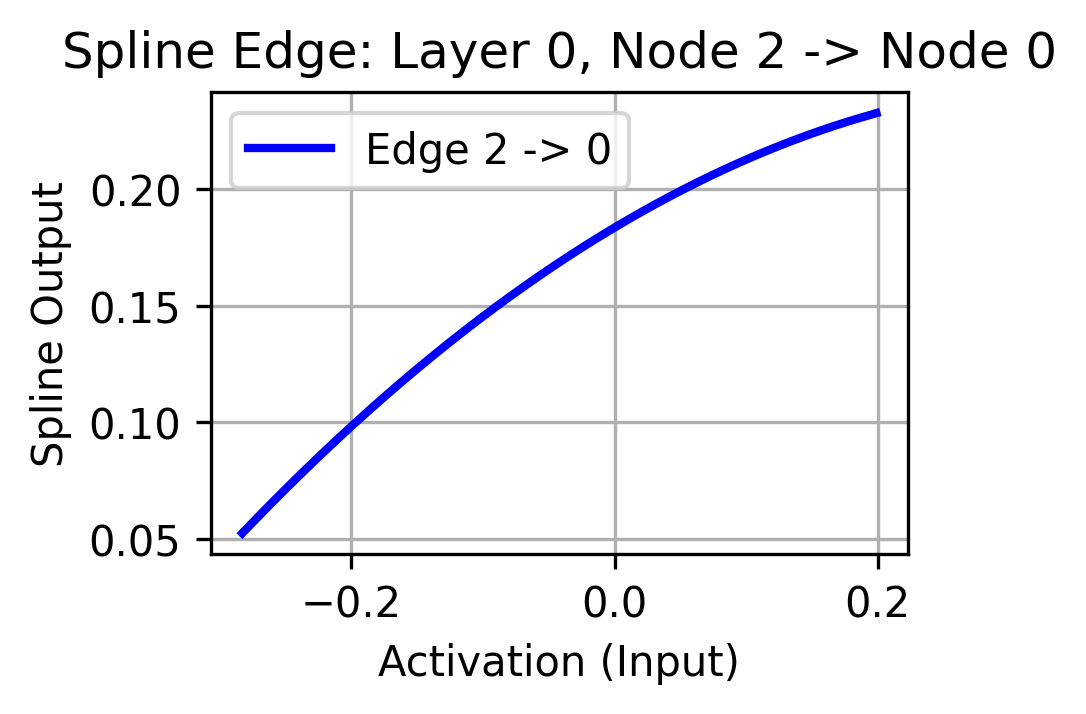 Spline Edge: Layer 0, Node 2 -> Node 0
Edge 2 -> 0
Spline Output
0.20
0.15
0.10
0.05
−0.2
0.0
0.2
Activation (Input)